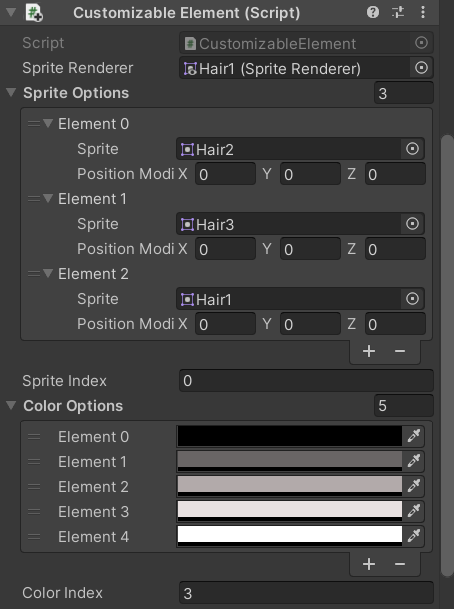 Customizable Element (Script)
Script CustomizableElement
Sprite Renderer Hair1 (Sprite Renderer)
Sprite Options 3
Element 0
Sprite Hair2
Position Modi X 0 Y 0 Z 0
Element 1
Sprite Hair3
Position Modi X 0 Y 0 Z 0
Element 2
Sprite Hair1
Position Modi X 0 Y 0 Z 0
+ −
Sprite Index 0
Color Options 5
Element 0
Element 1
Element 2
Element 3
Element 4
+ −
Color Index 3